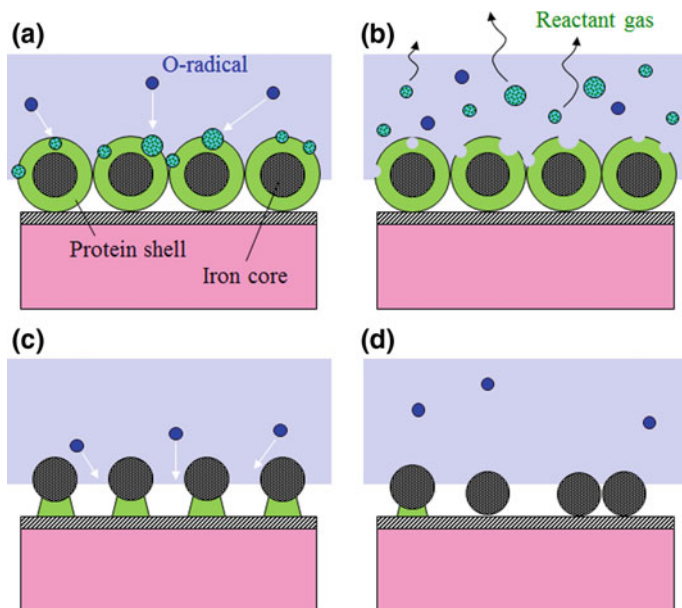 (a)
O-radical
Protein shell
Iron core
(b)
Reactant gas
(c)
(d)